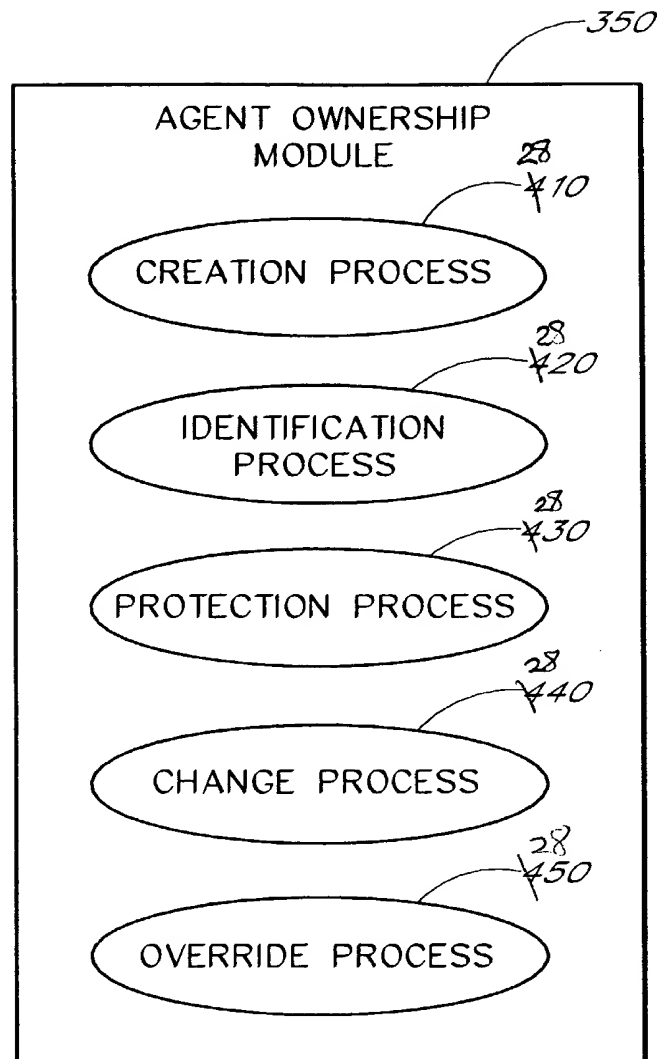 350
AGENT OWNERSHIP
MODULE
28
410
CREATION PROCESS
28
420
IDENTIFICATION
PROCESS
28
430
PROTECTION PROCESS
28
440
CHANGE PROCESS
28
450
OVERRIDE PROCESS